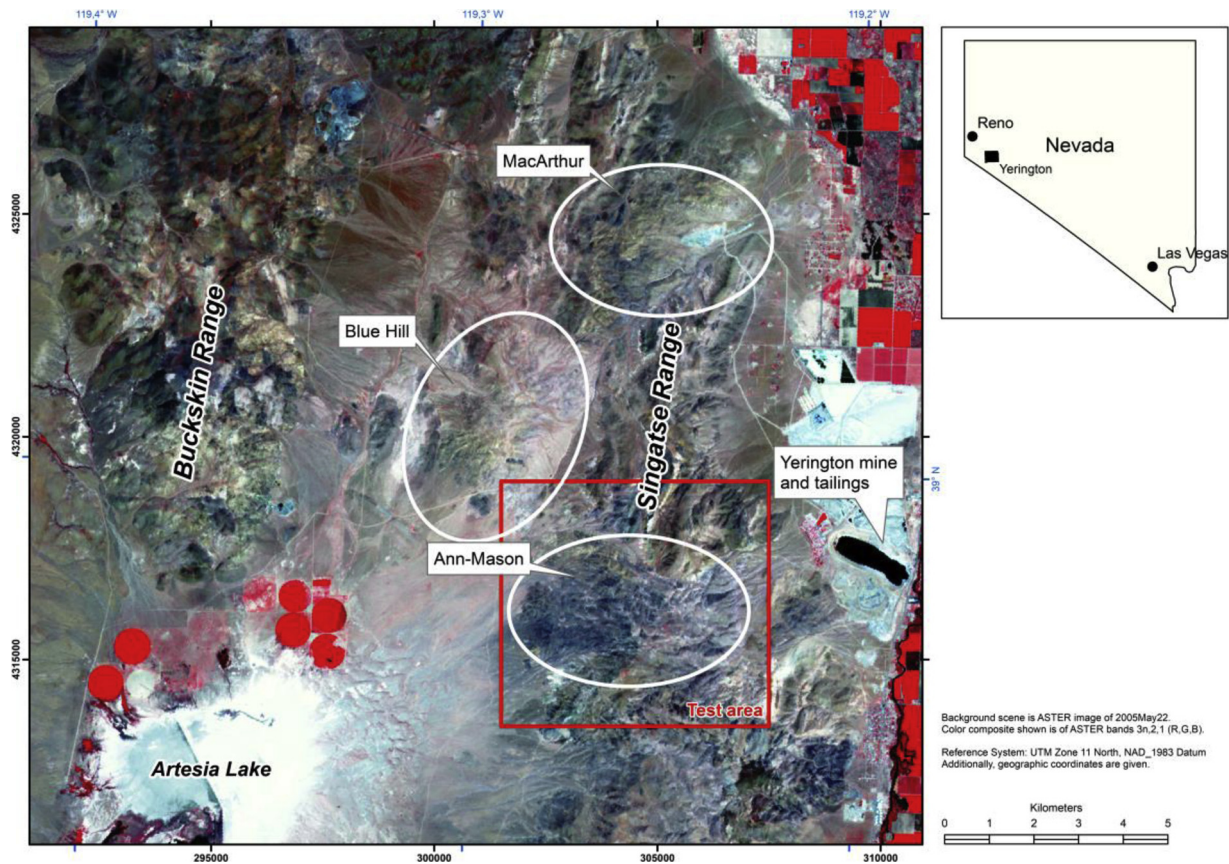 119,4° W
119,3° W
119,2° W
MacArthur
4325000
Reno
Nevada
Yerington
Las Vegas
Blue Hill
Buckskin Range
Singatse Range
4320000
Yerington mine
and tailings
39° N
Ann-Mason
4315000
Test area
Artesia Lake
Background scene is ASTER image of 2005May22.
Color composite shown is of ASTER bands 3n,2,1 (R,G,B).
Reference System: UTM Zone 11 North, NAD_1983 Datum
Additionally, geographic coordinates are given.
Kilometers
0 1 2 3 4 5
295000
300000
305000
310000